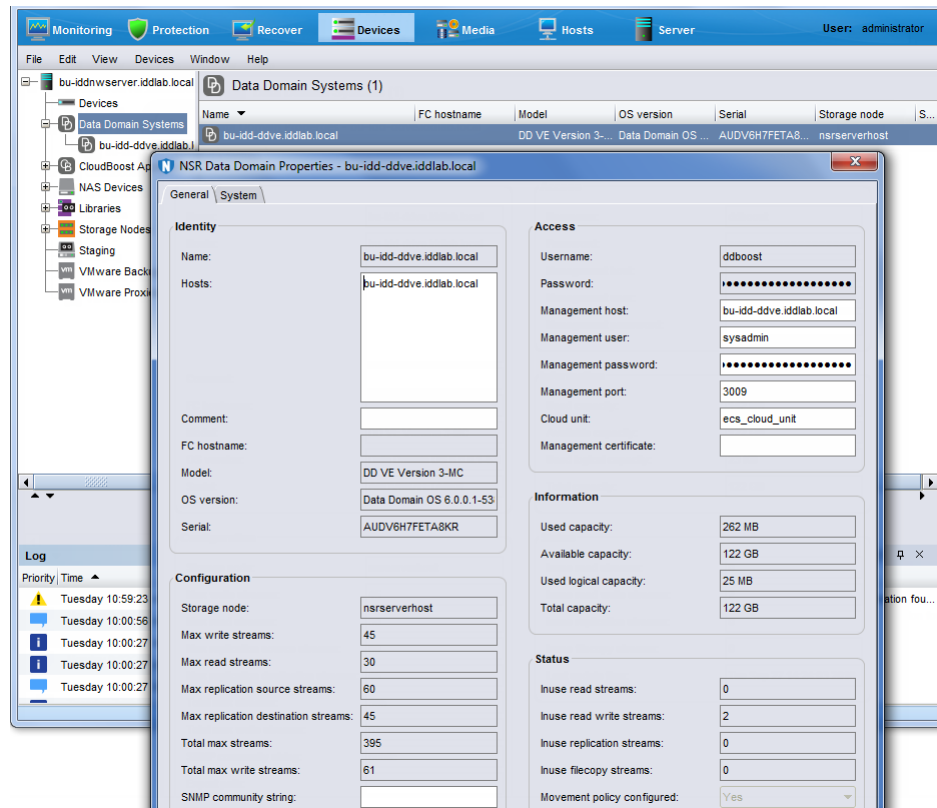 Monitoring Protection Recover Devices Media Hosts Server User: administrator
File Edit View Devices Window Help
bu-iddnwserver.iddlab.local
Devices
Data Domain Systems
bu-idd-ddve.iddlab.l
CloudBoost Ap
NAS Devices
Libraries
Storage Nodes
Staging
VMware Back
VMware Proxi
Data Domain Systems (1)
Name FC hostname Model OS version Serial Storage node S...
bu-idd-ddve.iddlab.local DD VE Version 3-... Data Domain OS ... AUDV6H7FETA8... nsrserverhost
NSR Data Domain Properties - bu-idd-ddve.iddlab.local
General System
Identity
Name: bu-idd-ddve.iddlab.local
Hosts: bu-idd-ddve.iddlab.local
Comment:
FC hostname:
Model: DD VE Version 3-MC
OS version: Data Domain OS 6.0.0.1-53
Serial: AUDV6H7FETA8KR
Configuration
Storage node: nsrserverhost
Max write streams: 45
Max read streams: 30
Max replication source streams: 60
Max replication destination streams: 45
Total max streams: 395
Total max write streams: 61
SNMP community string:
Access
Username: ddboost
Password:
Management host: bu-idd-ddve.iddlab.local
Management user: sysadmin
Management password:
Management port: 3009
Cloud unit: ecs_cloud_unit
Management certificate:
Information
Used capacity: 262 MB
Available capacity: 122 GB
Used logical capacity: 25 MB
Total capacity: 122 GB
Status
Inuse read streams: 0
Inuse read write streams: 2
Inuse replication streams: 0
Inuse filecopy streams: 0
Movement policy configured: Yes
Log
Priority Time
Tuesday 10:59:23 ation fou...
Tuesday 10:00:56
Tuesday 10:00:27
Tuesday 10:00:27
Tuesday 10:00:27